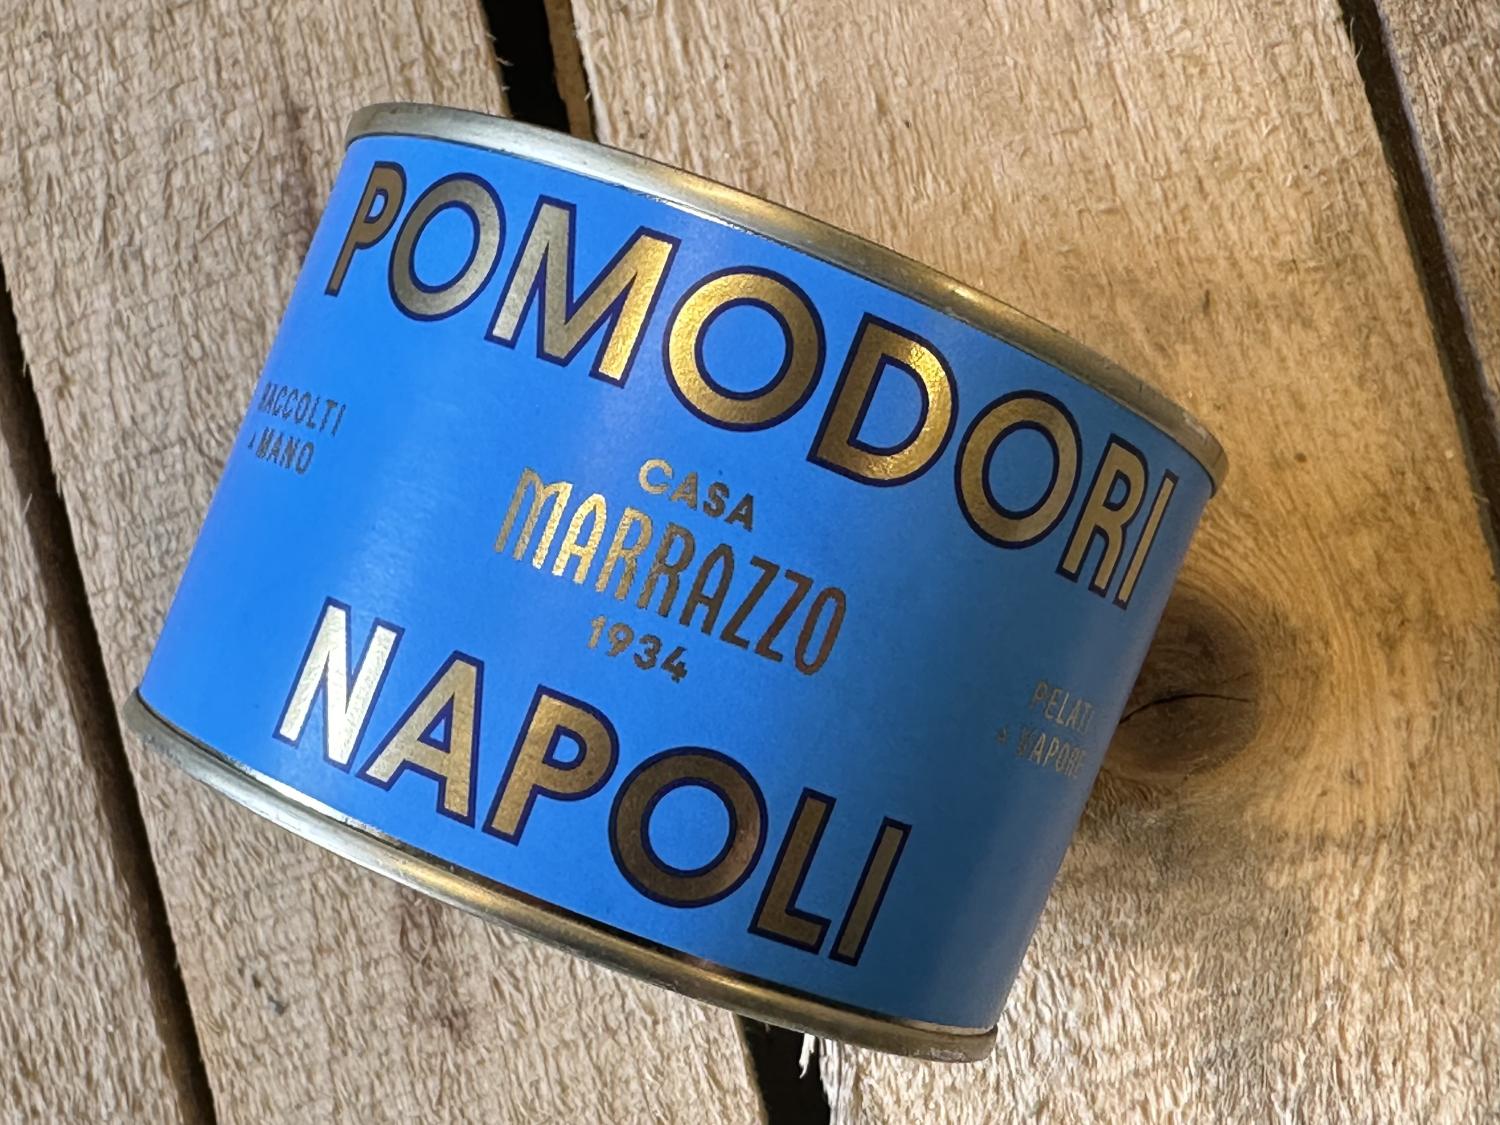 POMODORI
RACCOLTI
A MANO
CASA
MARRAZZO
1934
PELATI
A VAPORE
NAPOLI